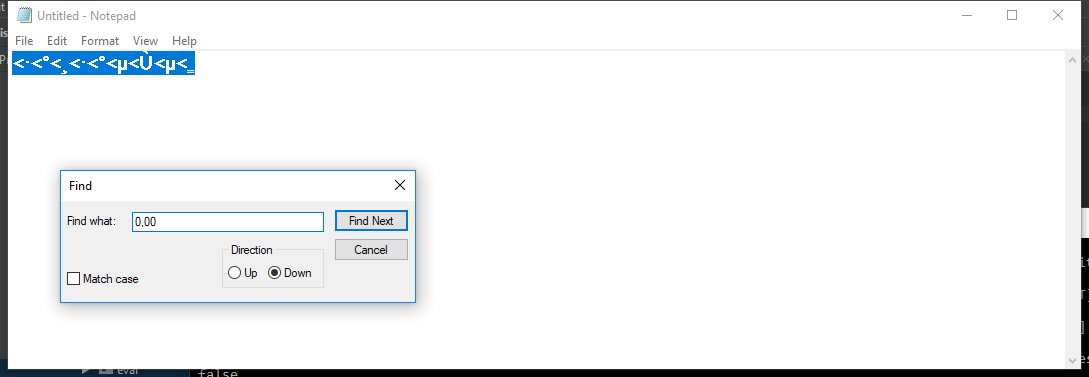 Untitled - Notepad
File Edit Format View Help
<·<°<¸<·<°<µ<Ù<µ<‗
Find
Find what: 0,00 Find Next
Direction Cancel
Up Down
Match case
eval
false